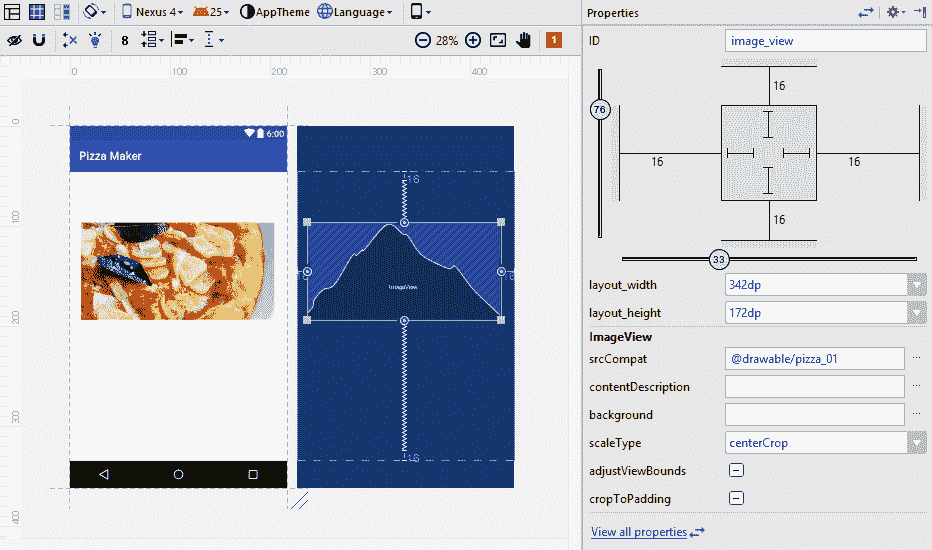 Nexus 4 25 AppTheme Language
8 28% 1
0 100 200 300 400
0
100
200
300
400
6:00
Pizza Maker
16
ImageView
16
Properties
ID image_view
16
76
16 16
16
33
layout_width 342dp
layout_height 172dp
ImageView
srcCompat @drawable/pizza_01 ...
contentDescription ...
background ...
scaleType centerCrop
adjustViewBounds
cropToPadding
View all properties